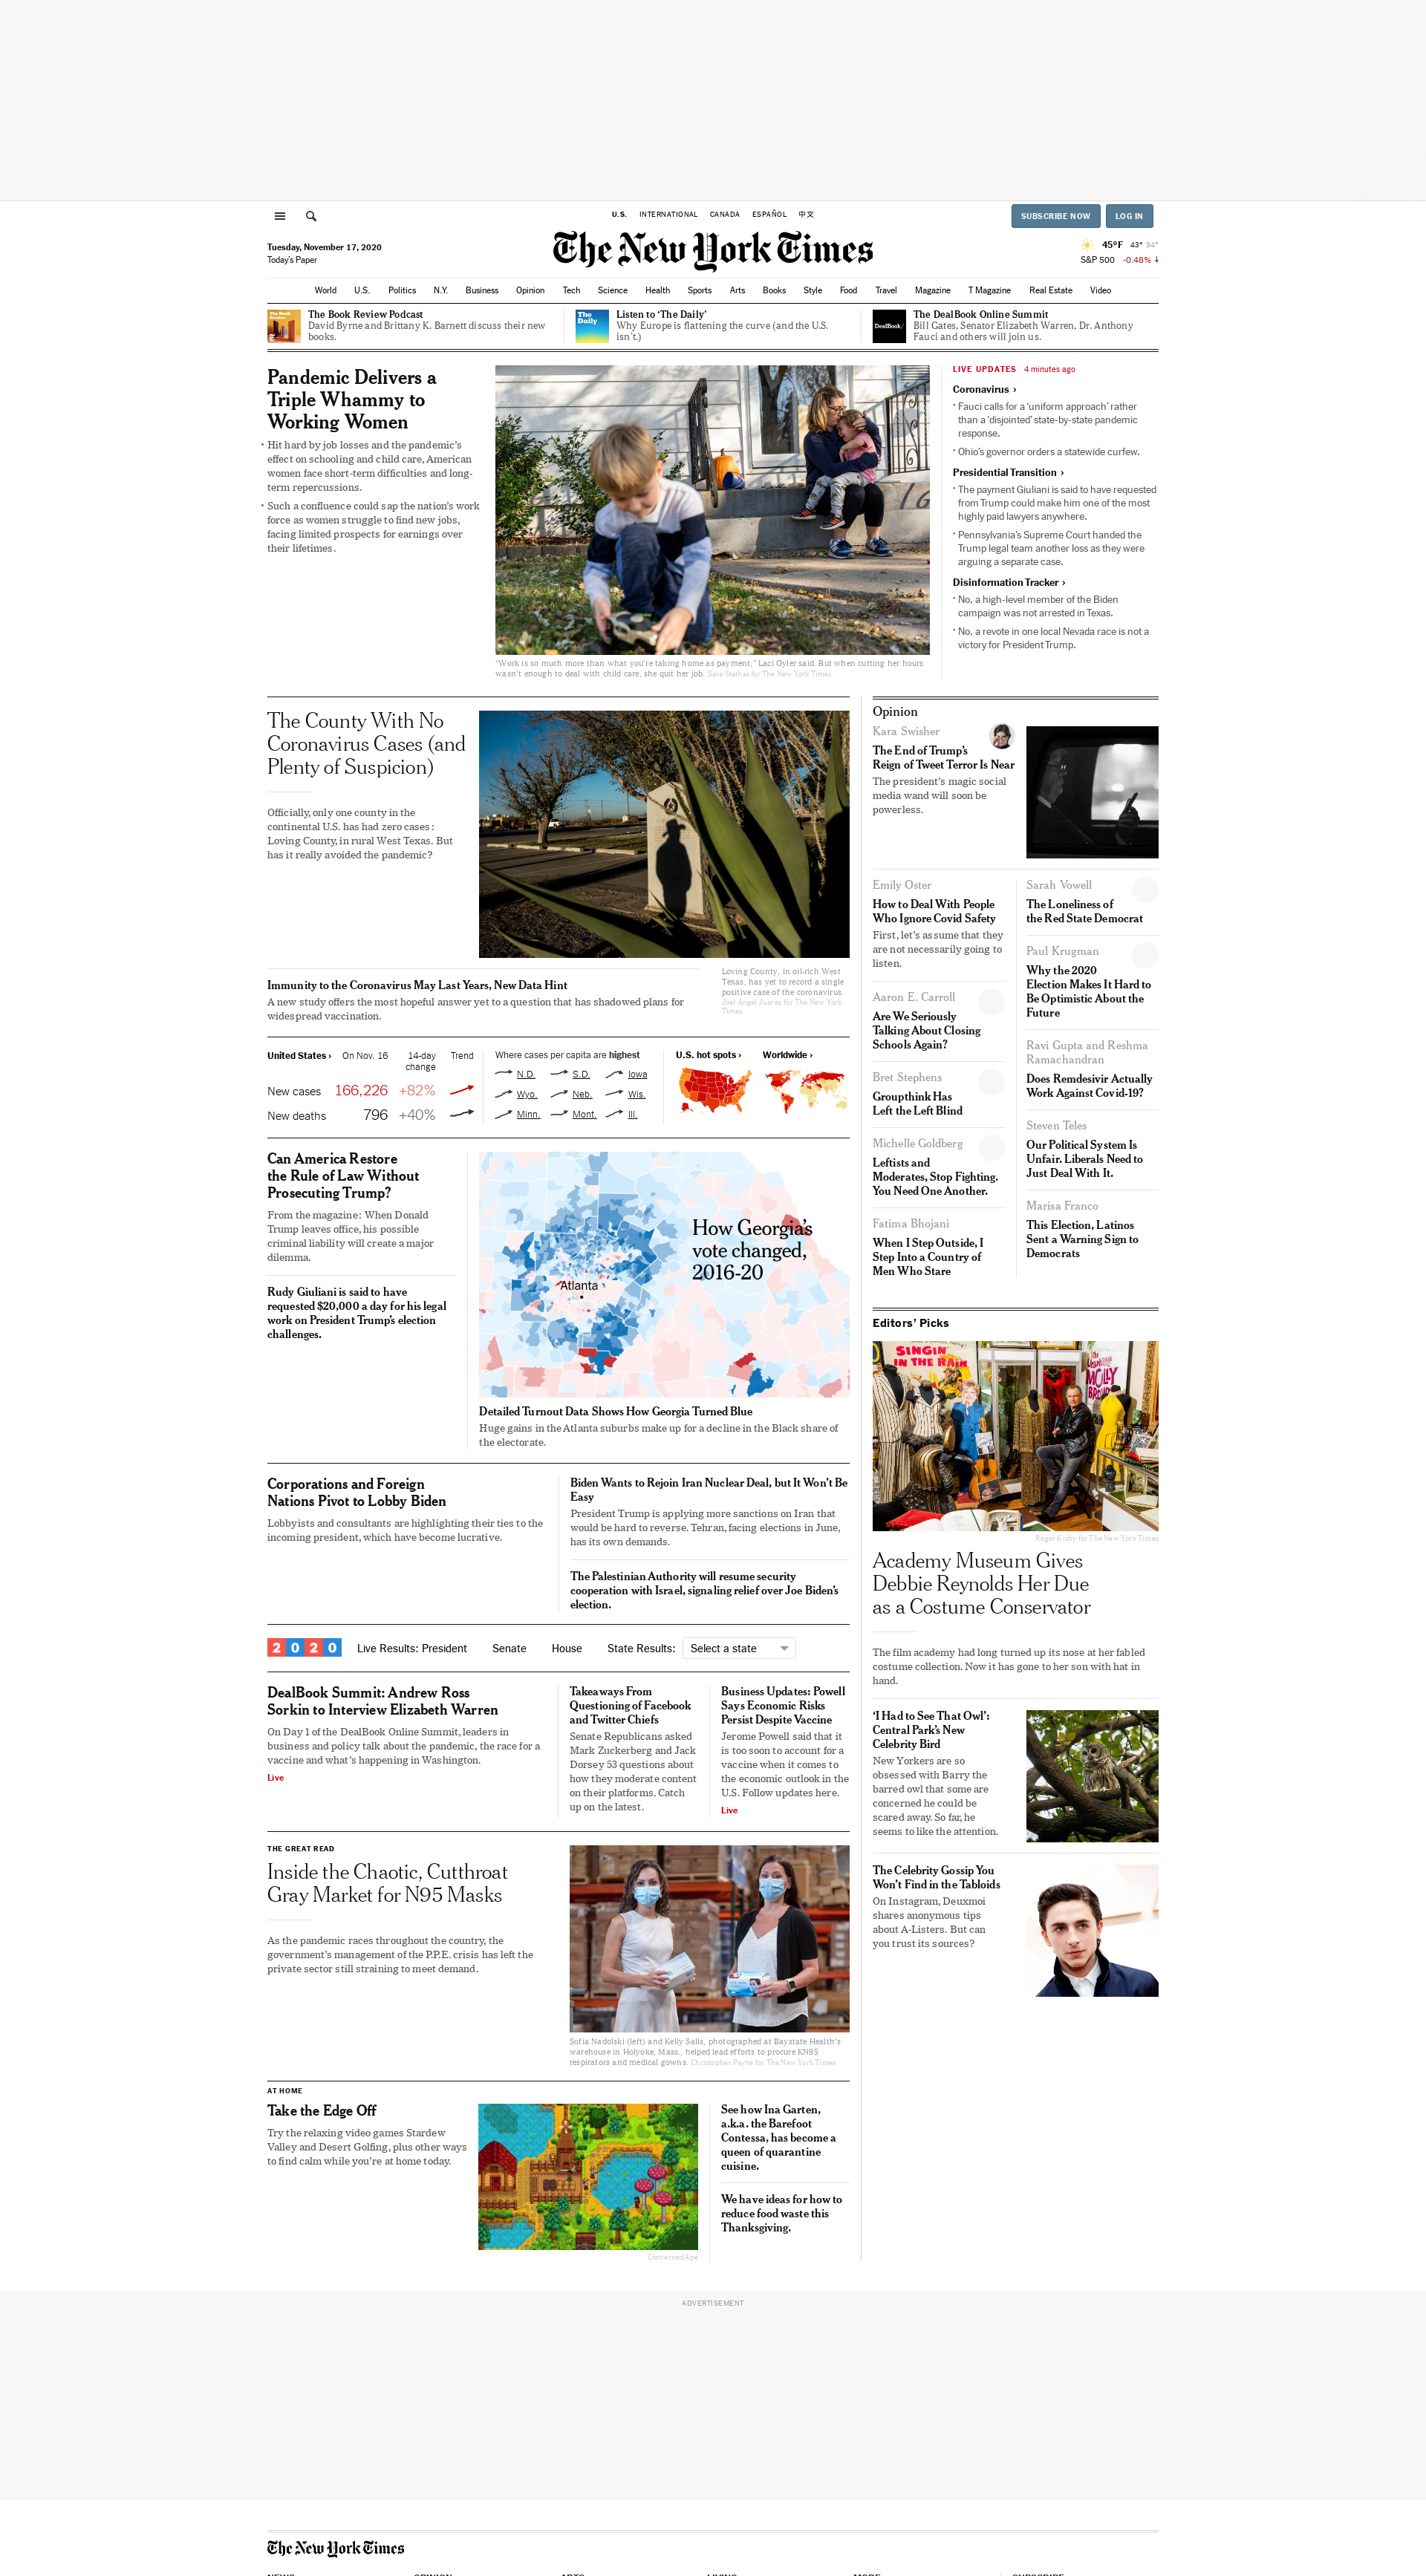 U.S. INTERNATIONAL CANADA ESPAÑOL 中文
SUBSCRIBE NOW LOG IN
Tuesday, November 17, 2020
Today's Paper
The New York Times
45°F 43° 34°
S&P 500 -0.48%
World U.S. Politics N.Y. Business Opinion Tech Science Health Sports Arts Books Style Food Travel Magazine T Magazine Real Estate Video
The Book Review Podcast
David Byrne and Brittany K. Barnett discuss their new
books.
The Daily
Listen to ‘The Daily’
Why Europe is flattening the curve (and the U.S.
isn’t.)
DealBook/
The DealBook Online Summit
Bill Gates, Senator Elizabeth Warren, Dr. Anthony
Fauci and others will join us.
Pandemic Delivers a
Triple Whammy to
Working Women
Hit hard by job losses and the pandemic’s
effect on schooling and child care, American
women face short-term difficulties and long-
term repercussions.
Such a confluence could sap the nation’s work
force as women struggle to find new jobs,
facing limited prospects for earnings over
their lifetimes.
“Work is so much more than what you’re taking home as payment,” Laci Oyler said. But when cutting her hours
wasn’t enough to deal with child care, she quit her job. Sara Stathas for The New York Times
LIVE UPDATES 4 minutes ago
Coronavirus ›
Fauci calls for a ‘uniform approach’ rather
than a ‘disjointed’ state-by-state pandemic
response.
Ohio’s governor orders a statewide curfew.
Presidential Transition ›
The payment Giuliani is said to have requested
from Trump could make him one of the most
highly paid lawyers anywhere.
Pennsylvania’s Supreme Court handed the
Trump legal team another loss as they were
arguing a separate case.
Disinformation Tracker ›
No, a high-level member of the Biden
campaign was not arrested in Texas.
No, a revote in one local Nevada race is not a
victory for President Trump.
The County With No
Coronavirus Cases (and
Plenty of Suspicion)
Officially, only one county in the
continental U.S. has had zero cases:
Loving County, in rural West Texas. But
has it really avoided the pandemic?
Loving County, in oil-rich West
Texas, has yet to record a single
positive case of the coronavirus.
Joel Angel Juarez for The New York
Times
Immunity to the Coronavirus May Last Years, New Data Hint
A new study offers the most hopeful answer yet to a question that has shadowed plans for
widespread vaccination.
United States › On Nov. 16 14-day
change Trend
New cases 166,226 +82%
New deaths 796 +40%
Where cases per capita are highest
N.D. S.D. Iowa
Wyo. Neb. Wis.
Minn. Mont. Ill.
U.S. hot spots › Worldwide ›
Can America Restore
the Rule of Law Without
Prosecuting Trump?
From the magazine: When Donald
Trump leaves office, his possible
criminal liability will create a major
dilemma.
Rudy Giuliani is said to have
requested $20,000 a day for his legal
work on President Trump’s election
challenges.
How Georgia’s
vote changed,
2016-20
Atlanta
Detailed Turnout Data Shows How Georgia Turned Blue
Huge gains in the Atlanta suburbs make up for a decline in the Black share of
the electorate.
Corporations and Foreign
Nations Pivot to Lobby Biden
Lobbyists and consultants are highlighting their ties to the
incoming president, which have become lucrative.
Biden Wants to Rejoin Iran Nuclear Deal, but It Won’t Be
Easy
President Trump is applying more sanctions on Iran that
would be hard to reverse. Tehran, facing elections in June,
has its own demands.
The Palestinian Authority will resume security
cooperation with Israel, signaling relief over Joe Biden’s
election.
2020 Live Results: President Senate House State Results: Select a state
DealBook Summit: Andrew Ross
Sorkin to Interview Elizabeth Warren
On Day 1 of the DealBook Online Summit, leaders in
business and policy talk about the pandemic, the race for a
vaccine and what’s happening in Washington.
Live
Takeaways From
Questioning of Facebook
and Twitter Chiefs
Senate Republicans asked
Mark Zuckerberg and Jack
Dorsey 53 questions about
how they moderate content
on their platforms. Catch
up on the latest.
Business Updates: Powell
Says Economic Risks
Persist Despite Vaccine
Jerome Powell said that it
is too soon to account for a
vaccine when it comes to
the economic outlook in the
U.S. Follow updates here.
Live
THE GREAT READ
Inside the Chaotic, Cutthroat
Gray Market for N95 Masks
As the pandemic races throughout the country, the
government’s management of the P.P.E. crisis has left the
private sector still straining to meet demand.
Sofia Nadolski (left) and Kelly Salls, photographed at Baystate Health’s
warehouse in Holyoke, Mass., helped lead efforts to procure KN95
respirators and medical gowns. Christopher Payne for The New York Times
AT HOME
Take the Edge Off
Try the relaxing video games Stardew
Valley and Desert Golfing, plus other ways
to find calm while you’re at home today.
ConcernedApe
See how Ina Garten,
a.k.a. the Barefoot
Contessa, has become a
queen of quarantine
cuisine.
We have ideas for how to
reduce food waste this
Thanksgiving.
Opinion
Kara Swisher
The End of Trump’s
Reign of Tweet Terror Is Near
The president’s magic social
media wand will soon be
powerless.
Emily Oster
How to Deal With People
Who Ignore Covid Safety
First, let’s assume that they
are not necessarily going to
listen.
Aaron E. Carroll
Are We Seriously
Talking About Closing
Schools Again?
Bret Stephens
Groupthink Has
Left the Left Blind
Michelle Goldberg
Leftists and
Moderates, Stop Fighting.
You Need One Another.
Fatima Bhojani
When I Step Outside, I
Step Into a Country of
Men Who Stare
Sarah Vowell
The Loneliness of
the Red State Democrat
Paul Krugman
Why the 2020
Election Makes It Hard to
Be Optimistic About the
Future
Ravi Gupta and Reshma
Ramachandran
Does Remdesivir Actually
Work Against Covid-19?
Steven Teles
Our Political System Is
Unfair. Liberals Need to
Just Deal With It.
Marisa Franco
This Election, Latinos
Sent a Warning Sign to
Democrats
Editors’ Picks
SINGIN’
IN THE RAIN
MOLLY
Roger Kisby for The New York Times
Academy Museum Gives
Debbie Reynolds Her Due
as a Costume Conservator
The film academy had long turned up its nose at her fabled
costume collection. Now it has gone to her son with hat in
hand.
‘I Had to See That Owl’:
Central Park’s New
Celebrity Bird
New Yorkers are so
obsessed with Barry the
barred owl that some are
concerned he could be
scared away. So far, he
seems to like the attention.
The Celebrity Gossip You
Won’t Find in the Tabloids
On Instagram, Deuxmoi
shares anonymous tips
about A-Listers. But can
you trust its sources?
ADVERTISEMENT
The New York Times
NEWS OPINION ARTS LIVING MORE SUBSCRIBE